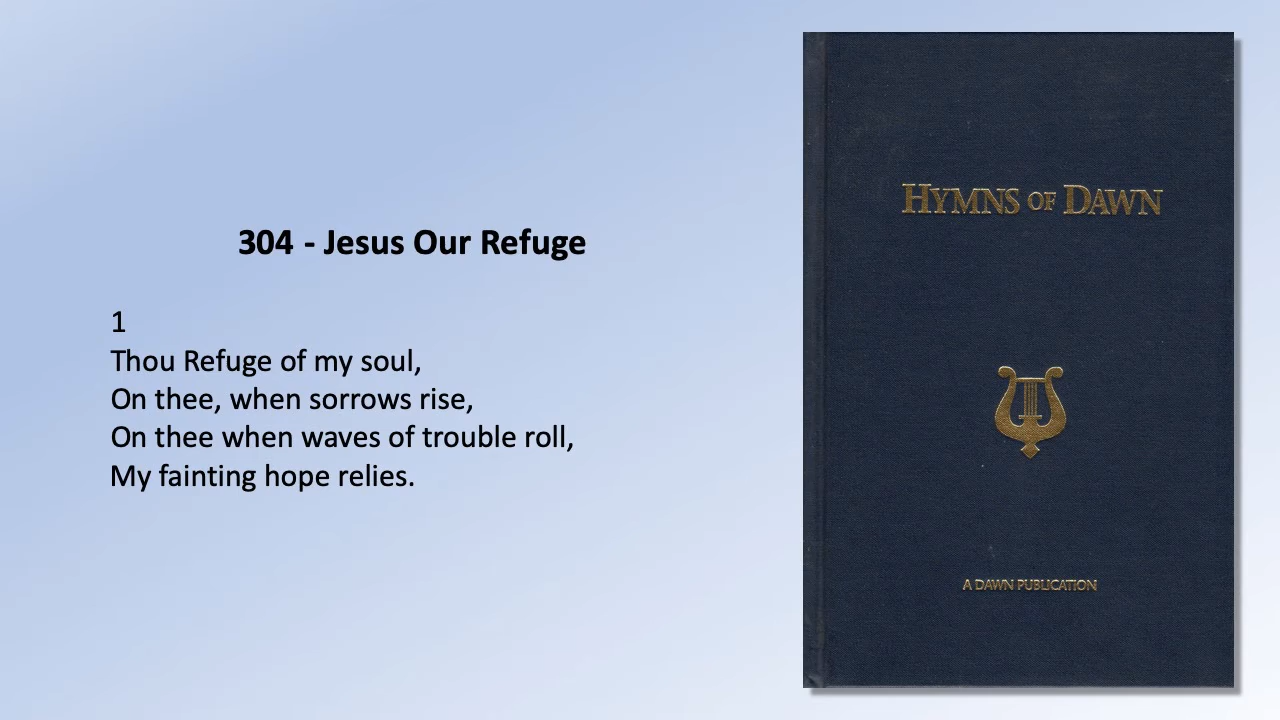 304 - Jesus Our Refuge
1
Thou Refuge of my soul,
On thee, when sorrows rise,
On thee when waves of trouble roll,
My fainting hope relies.
HYMNS OF DAWN
A DAWN PUBLICATION